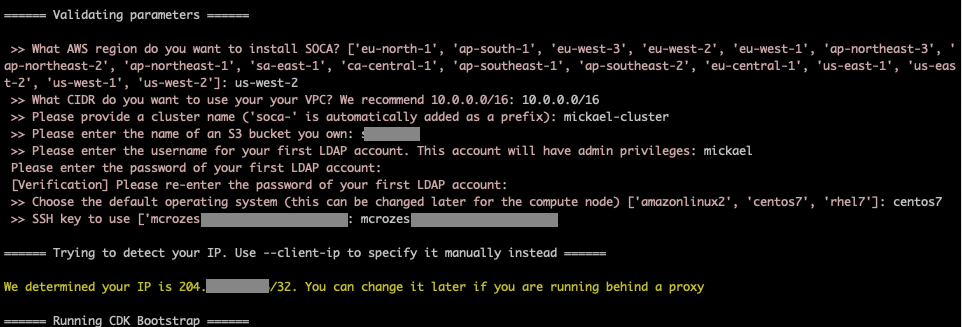 ====== Validating parameters ======
>> What AWS region do you want to install SOCA? ['eu-north-1', 'ap-south-1', 'eu-west-3', 'eu-west-2', 'eu-west-1', 'ap-northeast-3', '
ap-northeast-2', 'ap-northeast-1', 'sa-east-1', 'ca-central-1', 'ap-southeast-1', 'ap-southeast-2', 'eu-central-1', 'us-east-1', 'us-eas
t-2', 'us-west-1', 'us-west-2']: us-west-2
>> What CIDR do you want to use your VPC? We recommend 10.0.0.0/16: 10.0.0.0/16
>> Please provide a cluster name ('soca-' is automatically added as a prefix): mickael-cluster
>> Please enter the name of an S3 bucket you own: s
>> Please enter the username for your first LDAP account. This account will have admin privileges: mickael
Please enter the password of your first LDAP account:
[Verification] Please re-enter the password of your first LDAP account:
>> Choose the default operating system (this can be changed later for the compute node) ['amazonlinux2', 'centos7', 'rhel7']: centos7
>> SSH key to use ['mcrozes : mcrozes
====== Trying to detect your IP. Use --client-ip to specify it manually instead ======
We determined your IP is 204. /32. You can change it later if you are running behind a proxy
====== Running CDK Bootstrap ======